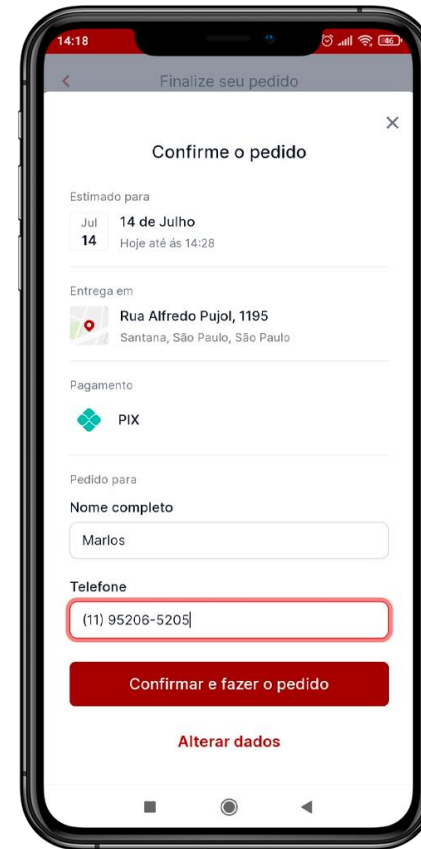 14:18
46
Finalize seu pedido
Confirme o pedido
Estimado para
Jul
14
14 de Julho
Hoje até ás 14:28
Entrega em
Rua Alfredo Pujol, 1195
Santana, São Paulo, São Paulo
Pagamento
PIX
Pedido para
Nome completo
Marlos
Telefone
(11) 95206-5205
Confirmar e fazer o pedido
Alterar dados